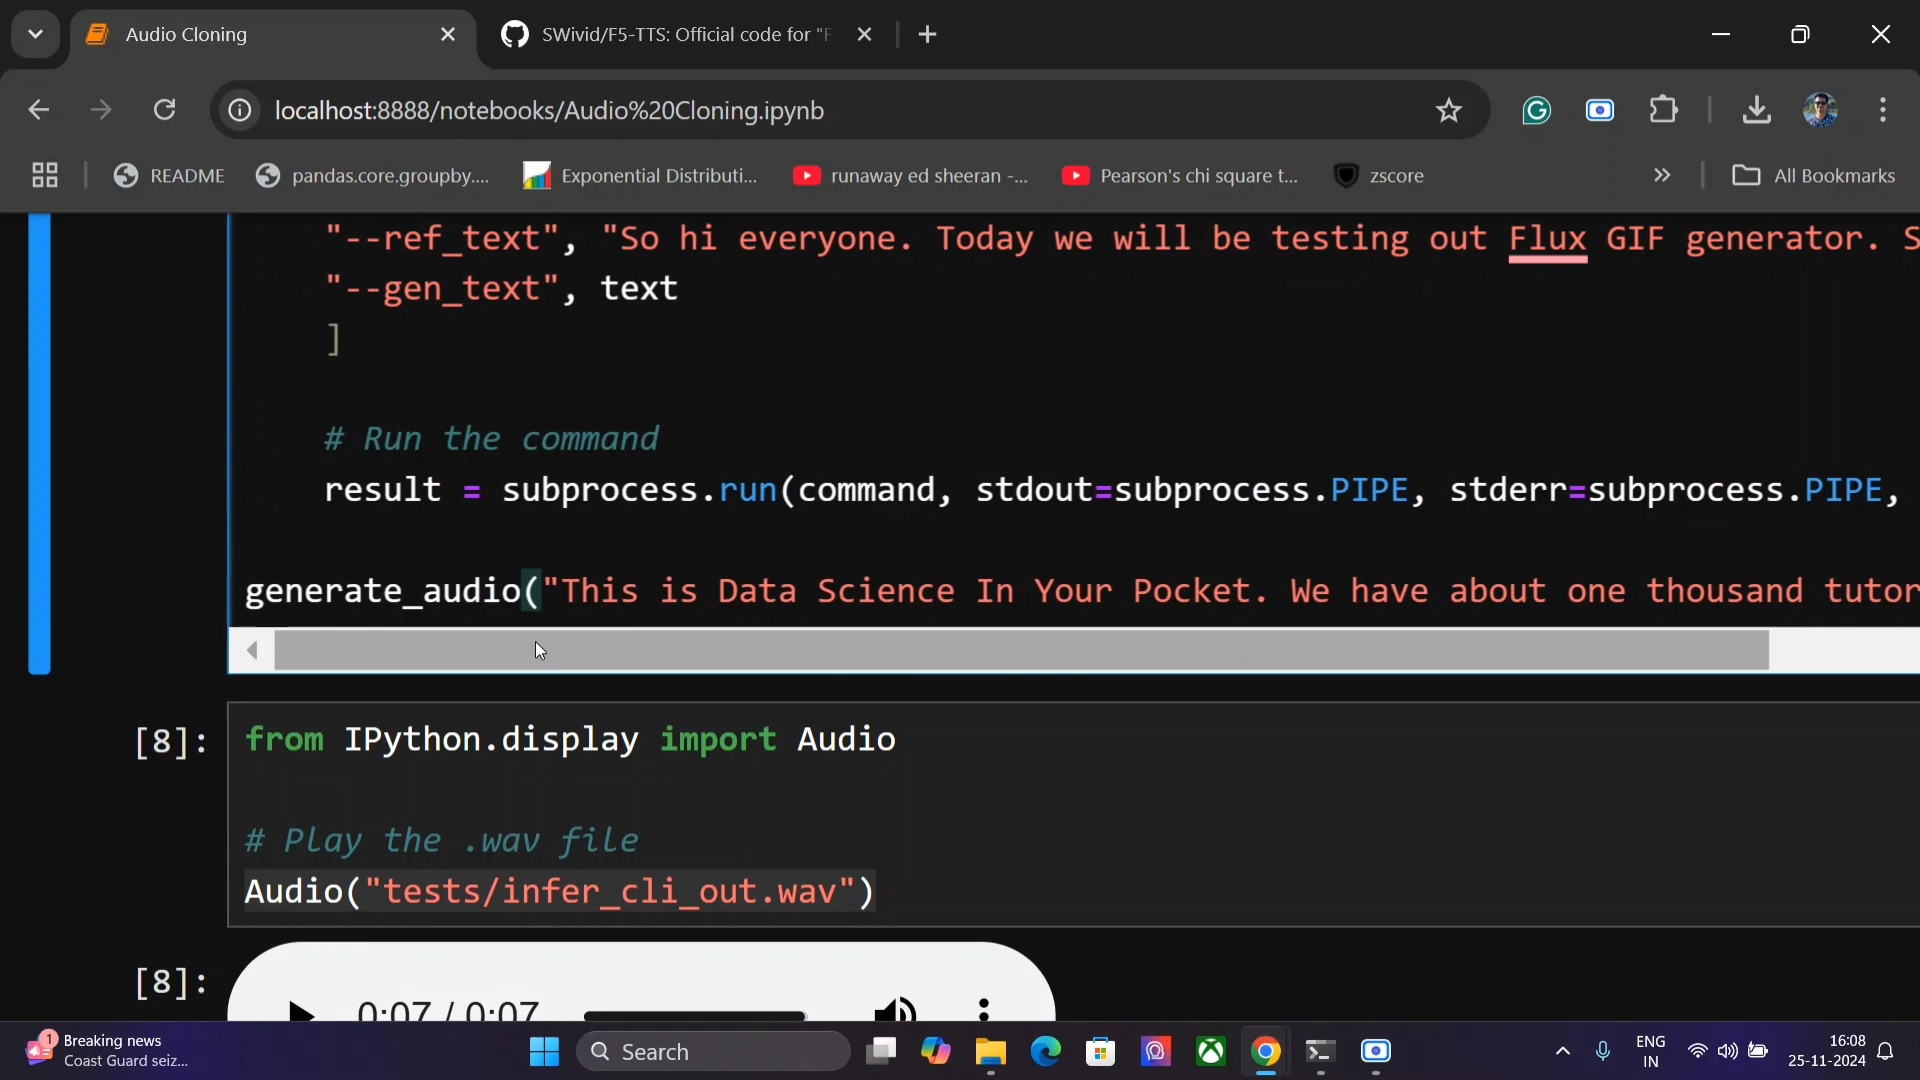 Audio Cloning
SWivid/F5-TTS: Official code for "F
localhost:8888/notebooks/Audio%20Cloning.ipynb
README
pandas.core.groupby....
Exponential Distributi...
runaway ed sheeran -...
Pearson's chi square t...
zscore
All Bookmarks
"--ref_text", "So hi everyone. Today we will be testing out Flux GIF generator. S
"--gen_text", text
]
# Run the command
result = subprocess.run(command, stdout=subprocess.PIPE, stderr=subprocess.PIPE,
generate_audio("This is Data Science In Your Pocket. We have about one thousand tutor
[8]:
from IPython.display import Audio
# Play the .wav file
Audio("tests/infer_cli_out.wav")
[8]:
0:07 / 0:07
1
Breaking news
Coast Guard seiz...
Search
ENG
IN
16:08
25-11-2024